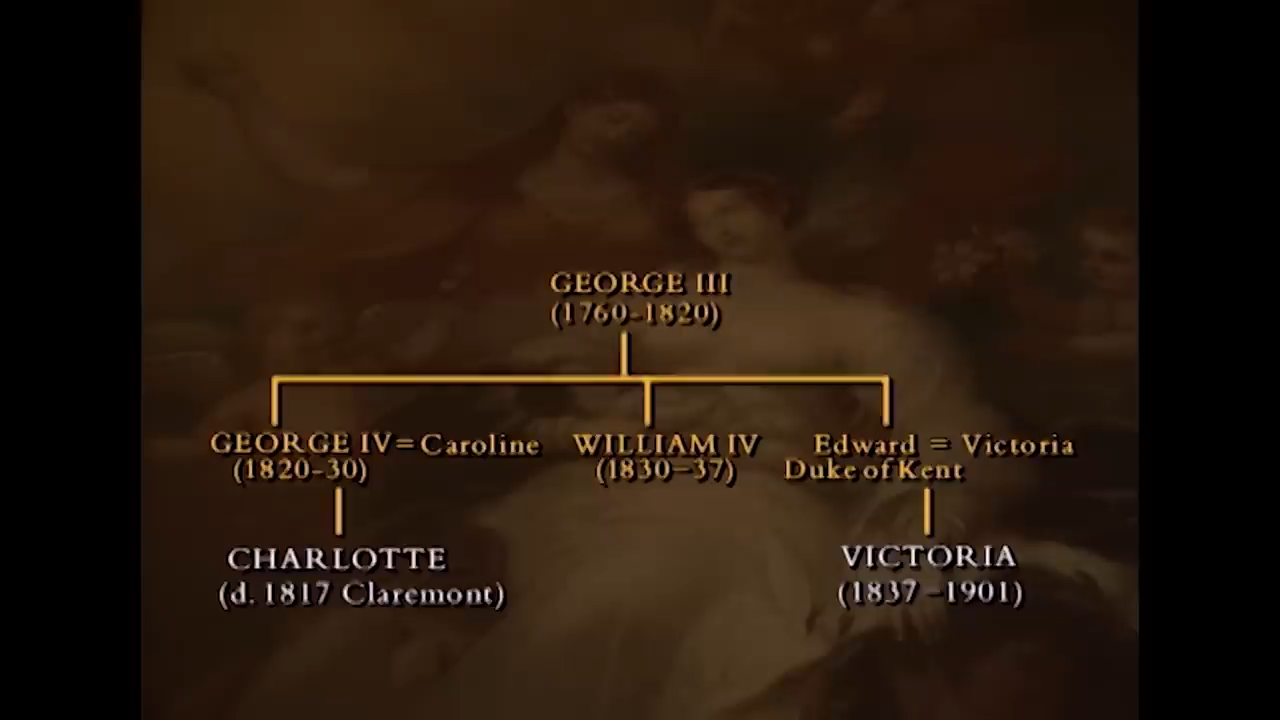 GEORGE III
(1760-1820)
GEORGE IV=Caroline WILLIAM IV Edward = Victoria
(1820-30) (1830-37) Duke of Kent
CHARLOTTE VICTORIA
(d. 1817 Claremont) (1837-1901)